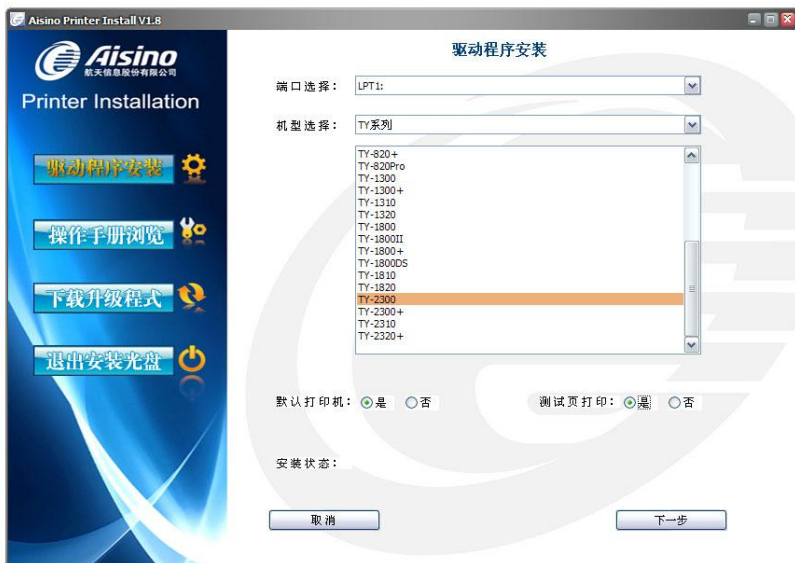 Aisino Printer Install V1.8
Aisino
航天信息股份有限公司
Printer Installation
驱动程序安装
操作手册浏览
下载升级程式
退出安装光盘
驱动程序安装
端口选择： LPT1:
机型选择： TY系列
TY-820+
TY-820Pro
TY-1300
TY-1300+
TY-1310
TY-1320
TY-1800
TY-1800II
TY-1800+
TY-1800DS
TY-1810
TY-1820
TY-2300
TY-2300+
TY-2310
TY-2320+
默认打印机： 是 否 测试页打印： 是 否
安装状态：
取消 下一步